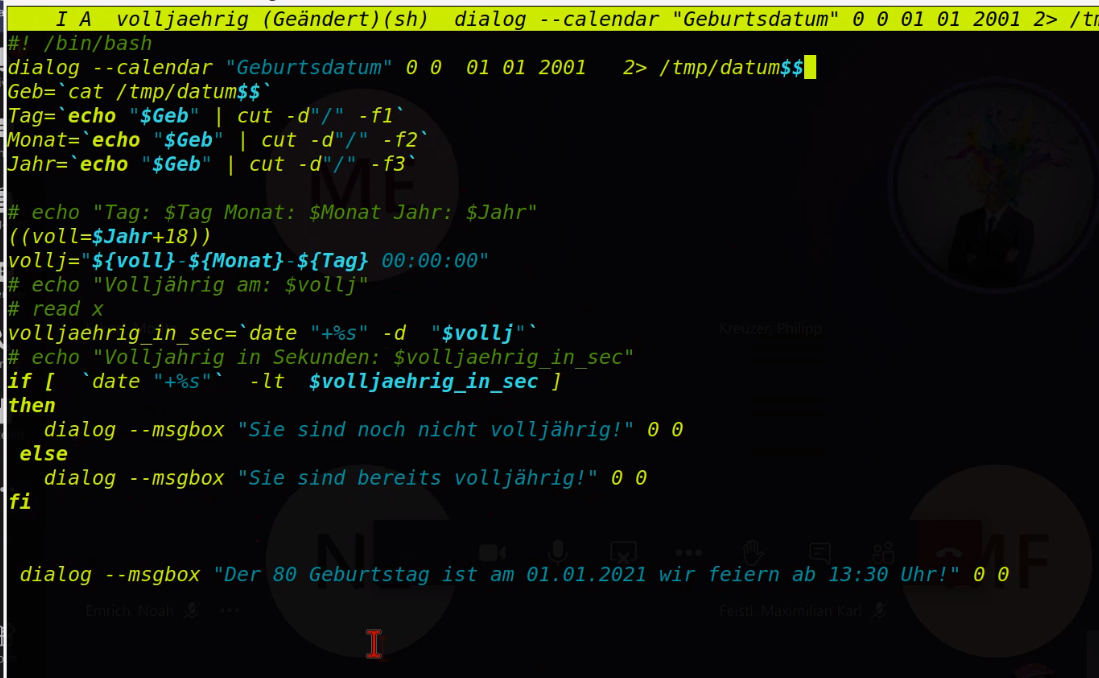 I A volljaehrig (Geändert)(sh) dialog --calendar "Geburtsdatum" 0 0 01 01 2001 2> /tm
#! /bin/bash
dialog --calendar "Geburtsdatum" 0 0  01 01 2001   2> /tmp/datum$$
Geb=`cat /tmp/datum$$`
Tag=`echo "$Geb" | cut -d"/" -f1`
Monat=`echo "$Geb" | cut -d"/" -f2`
Jahr=`echo "$Geb" | cut -d"/" -f3`
# echo "Tag: $Tag Monat: $Monat Jahr: $Jahr"
((voll=$Jahr+18))
vollj="${voll}-${Monat}-${Tag} 00:00:00"
# echo "Volljährig am: $vollj"
# read x
volljaehrig_in_sec=`date "+%s" -d  "$vollj"`
# echo "Volljahrig in Sekunden: $volljaehrig_in_sec"
if [  `date "+%s"`  -lt  $volljaehrig_in_sec ]
then
   dialog --msgbox "Sie sind noch nicht volljährig!" 0 0
 else
   dialog --msgbox "Sie sind bereits volljährig!" 0 0
fi
 dialog --msgbox "Der 80 Geburtstag ist am 01.01.2021 wir feiern ab 13:30 Uhr!" 0 0
ME
Kreuzer, Philipp
N
MF
Emrich, Noah
Feistl, Maximilian Karl